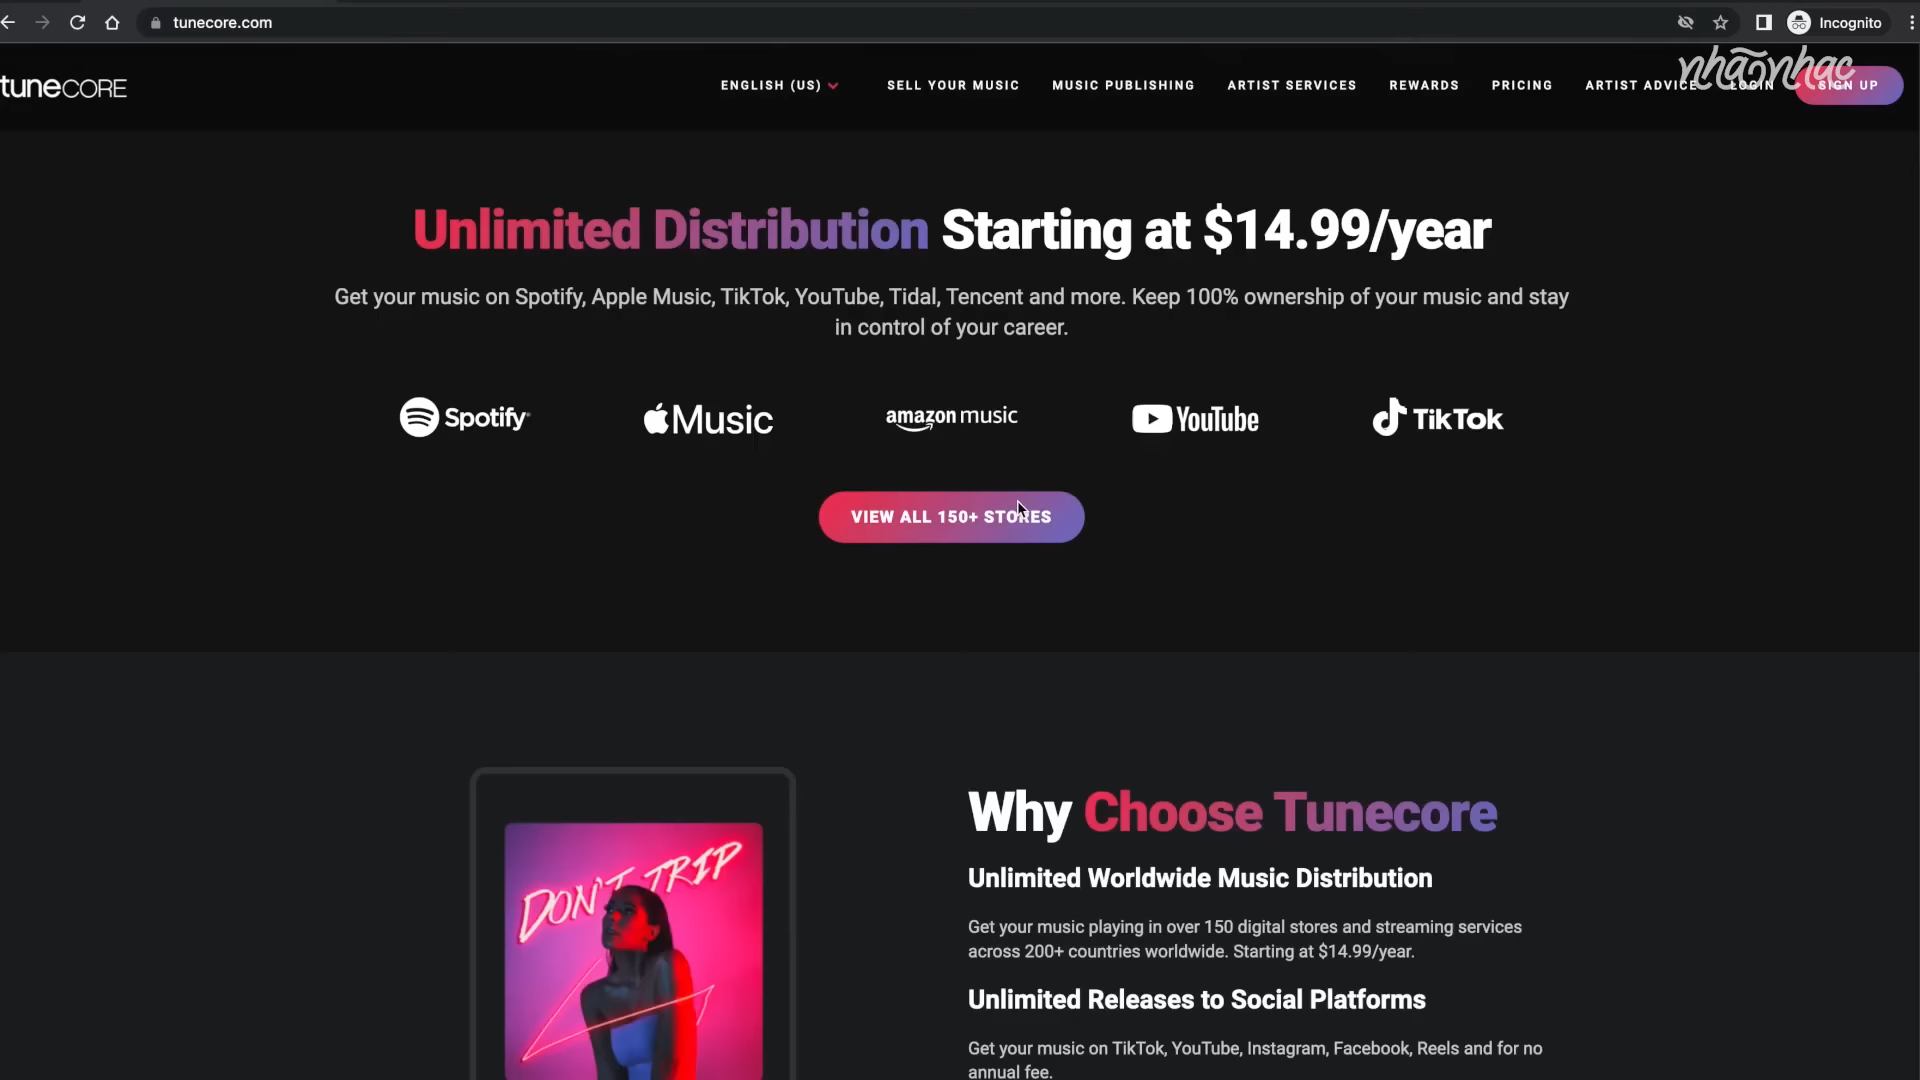 tunecore.com
Incognito
tuneCORE
ENGLISH (US) SELL YOUR MUSIC MUSIC PUBLISHING ARTIST SERVICES REWARDS PRICING ARTIST ADVICE LOGIN SIGN UP
nhaõnhạc
Unlimited Distribution Starting at $14.99/year
Get your music on Spotify, Apple Music, TikTok, YouTube, Tidal, Tencent and more. Keep 100% ownership of your music and stay
in control of your career.
Spotify Music amazon music YouTube TikTok
VIEW ALL 150+ STORES
DON'T TRIP
Why Choose Tunecore
Unlimited Worldwide Music Distribution
Get your music playing in over 150 digital stores and streaming services
across 200+ countries worldwide. Starting at $14.99/year.
Unlimited Releases to Social Platforms
Get your music on TikTok, YouTube, Instagram, Facebook, Reels and for no
annual fee.